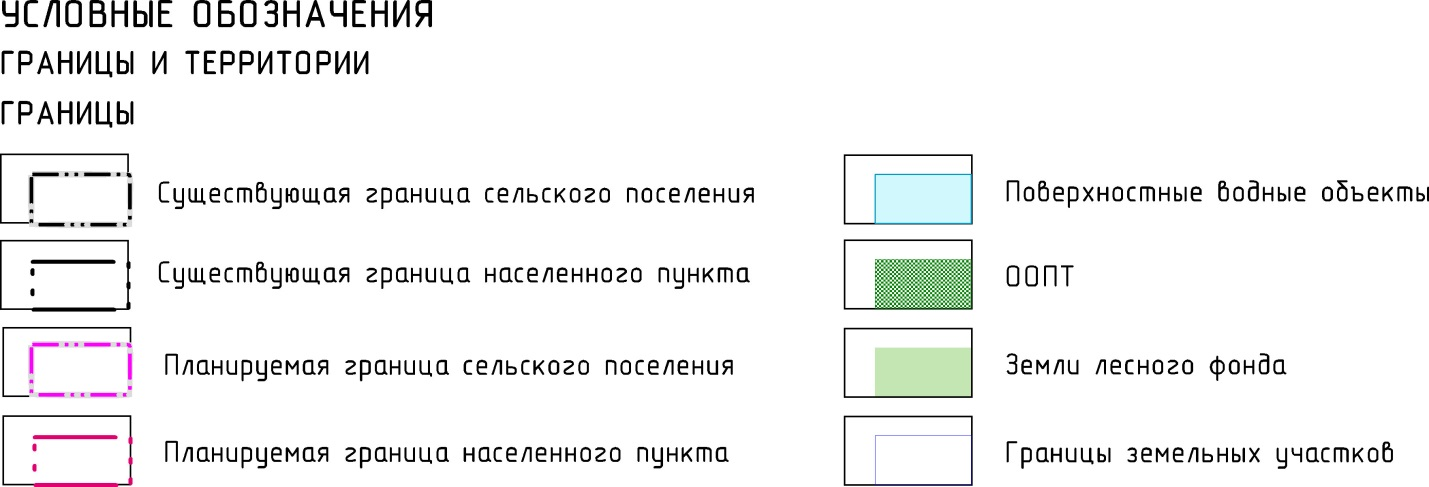 УСЛОВНЫЕ ОБОЗНАЧЕНИЯ
ГРАНИЦЫ И ТЕРРИТОРИИ
ГРАНИЦЫ
Существующая граница сельского поселения
Существующая граница населенного пункта
Планируемая граница сельского поселения
Планируемая граница населенного пункта
Поверхностные водные объекты
ООПТ
Земли лесного фонда
Границы земельных участков